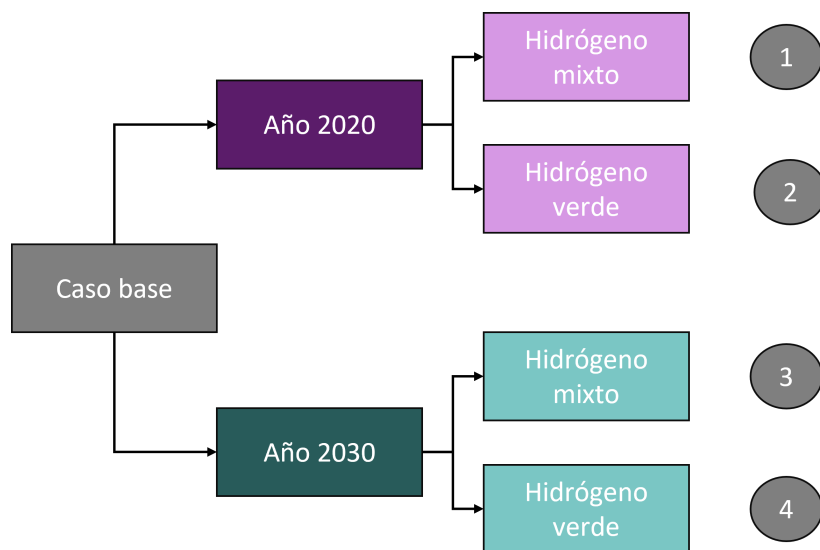 Hidrógeno
mixto
1
Año 2020
Hidrógeno
verde
2
Caso base
Hidrógeno
mixto
3
Año 2030
Hidrógeno
verde
4